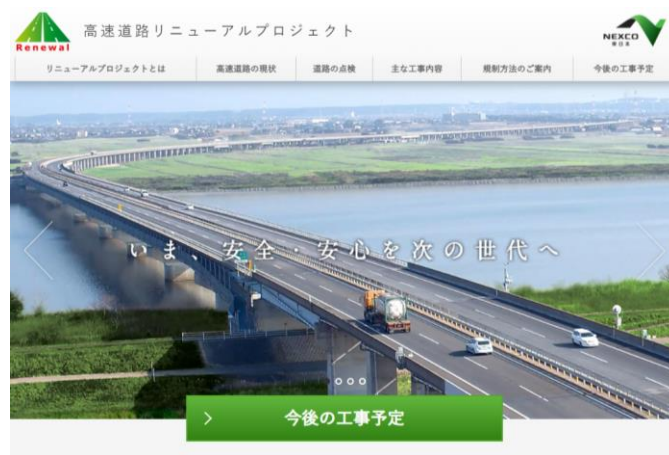 Renewal
高速道路リニューアルプロジェクト
NEXCO
東日本
リニューアルプロジェクトとは 高速道路の現状 道路の点検 主な工事内容 規制方法のご案内 今後の工事予定
いま、安全・安心を次の世代へ
今後の工事予定